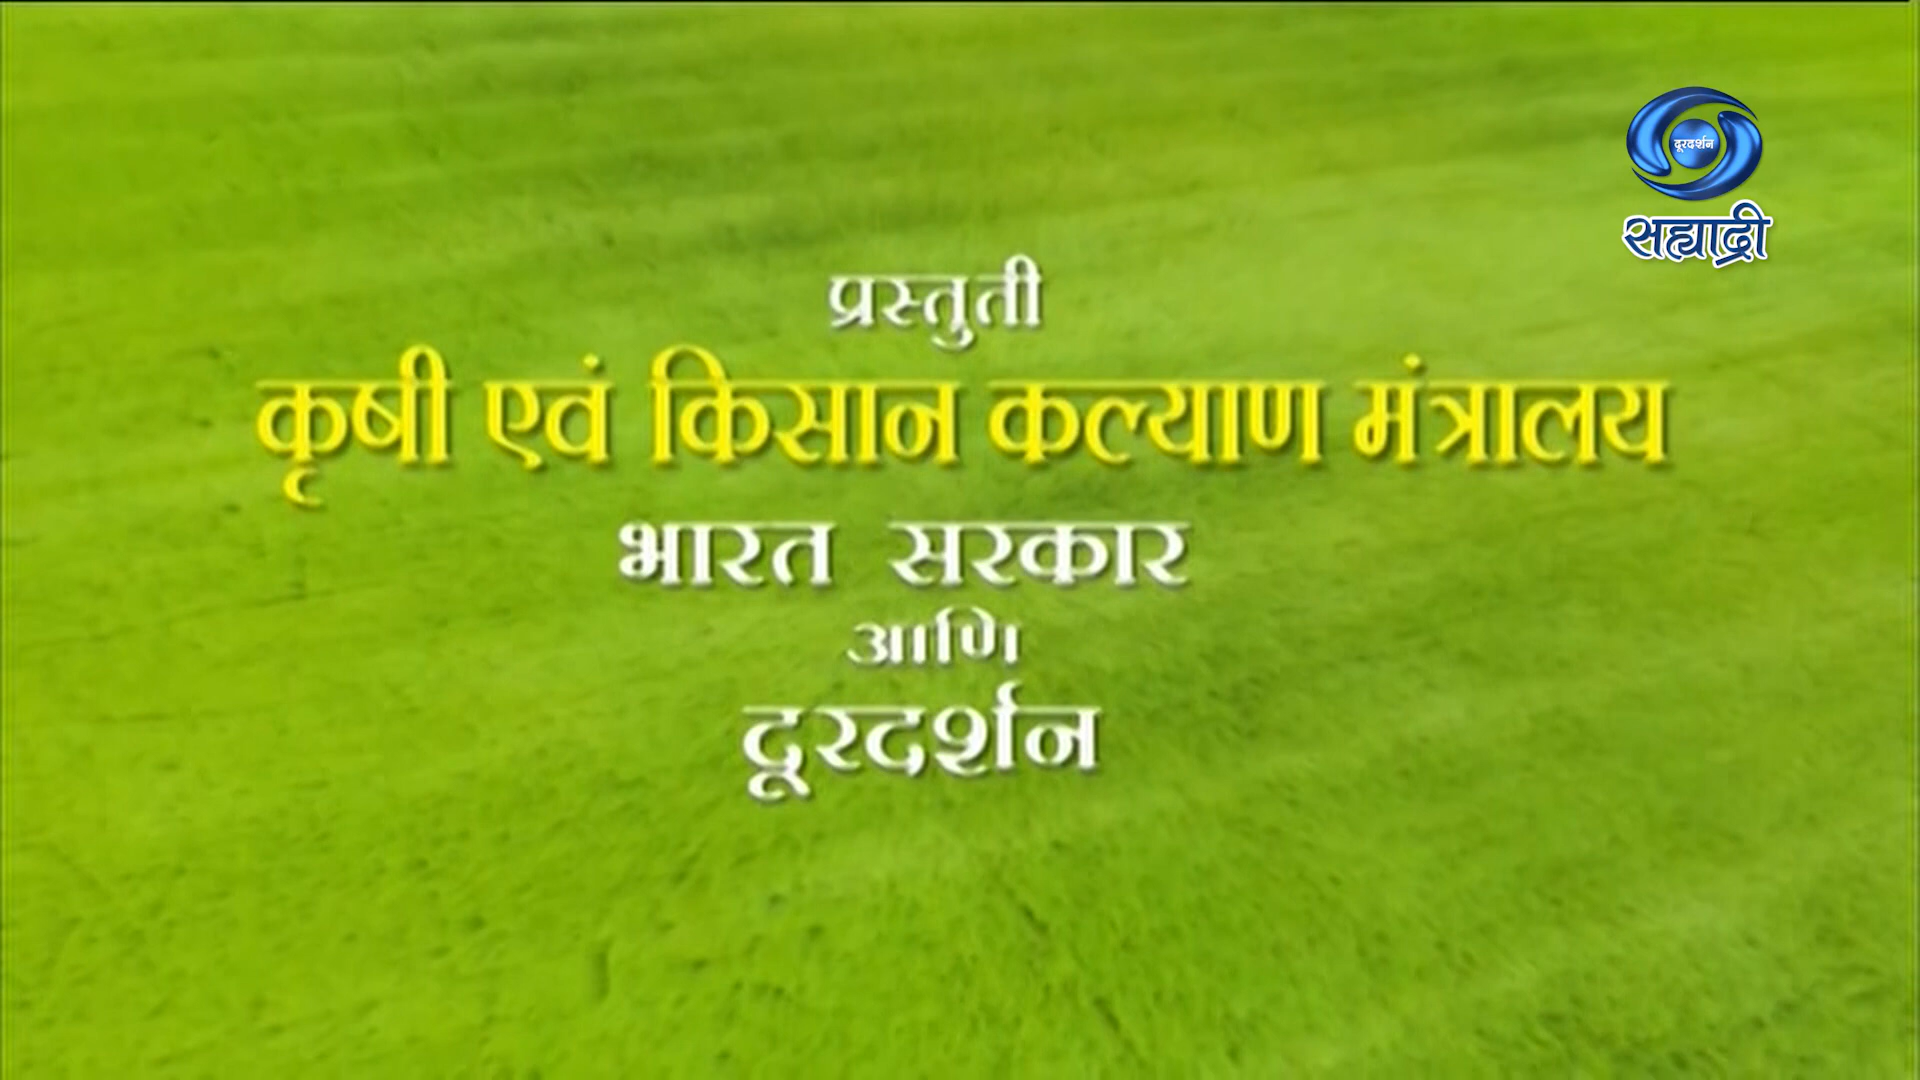 दूरदर्शन
सह्याद्री
प्रस्तुती
कृषी एवं किसान कल्याण मंत्रालय
भारत सरकार
आणि
दूरदर्शन